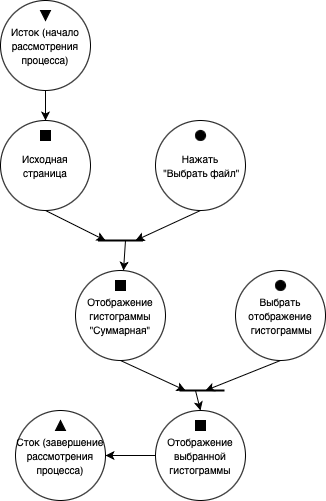 Исток (начало
рассмотрения
процесса)
Исходная
страница
Нажать
"Выбрать файл"
Отображение
гистограммы
"Суммарная"
Выбрать
отображение
гистограммы
Сток (завершение
рассмотрения
процесса)
Отображение
выбранной
гистограммы